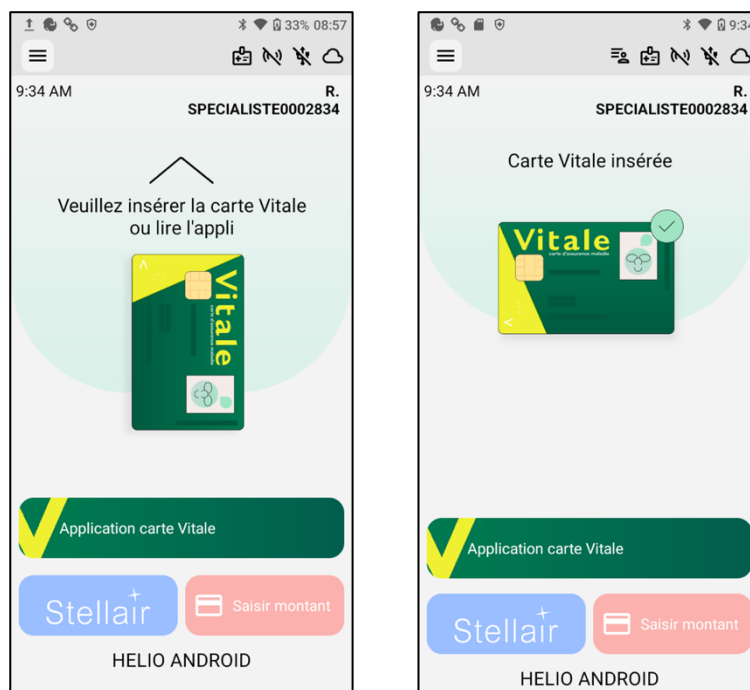 33% 08:57
9:34 AM
R.
SPECIALISTE0002834
Veuillez insérer la carte Vitale
ou lire l'appli
Vitale
carte d'assurance maladie
Application carte Vitale
Stellair
Saisir montant
HELIO ANDROID
9:34
9:34 AM
R.
SPECIALISTE0002834
Carte Vitale insérée
Vitale
carte d'assurance maladie
Application carte Vitale
Stellair
Saisir montant
HELIO ANDROID